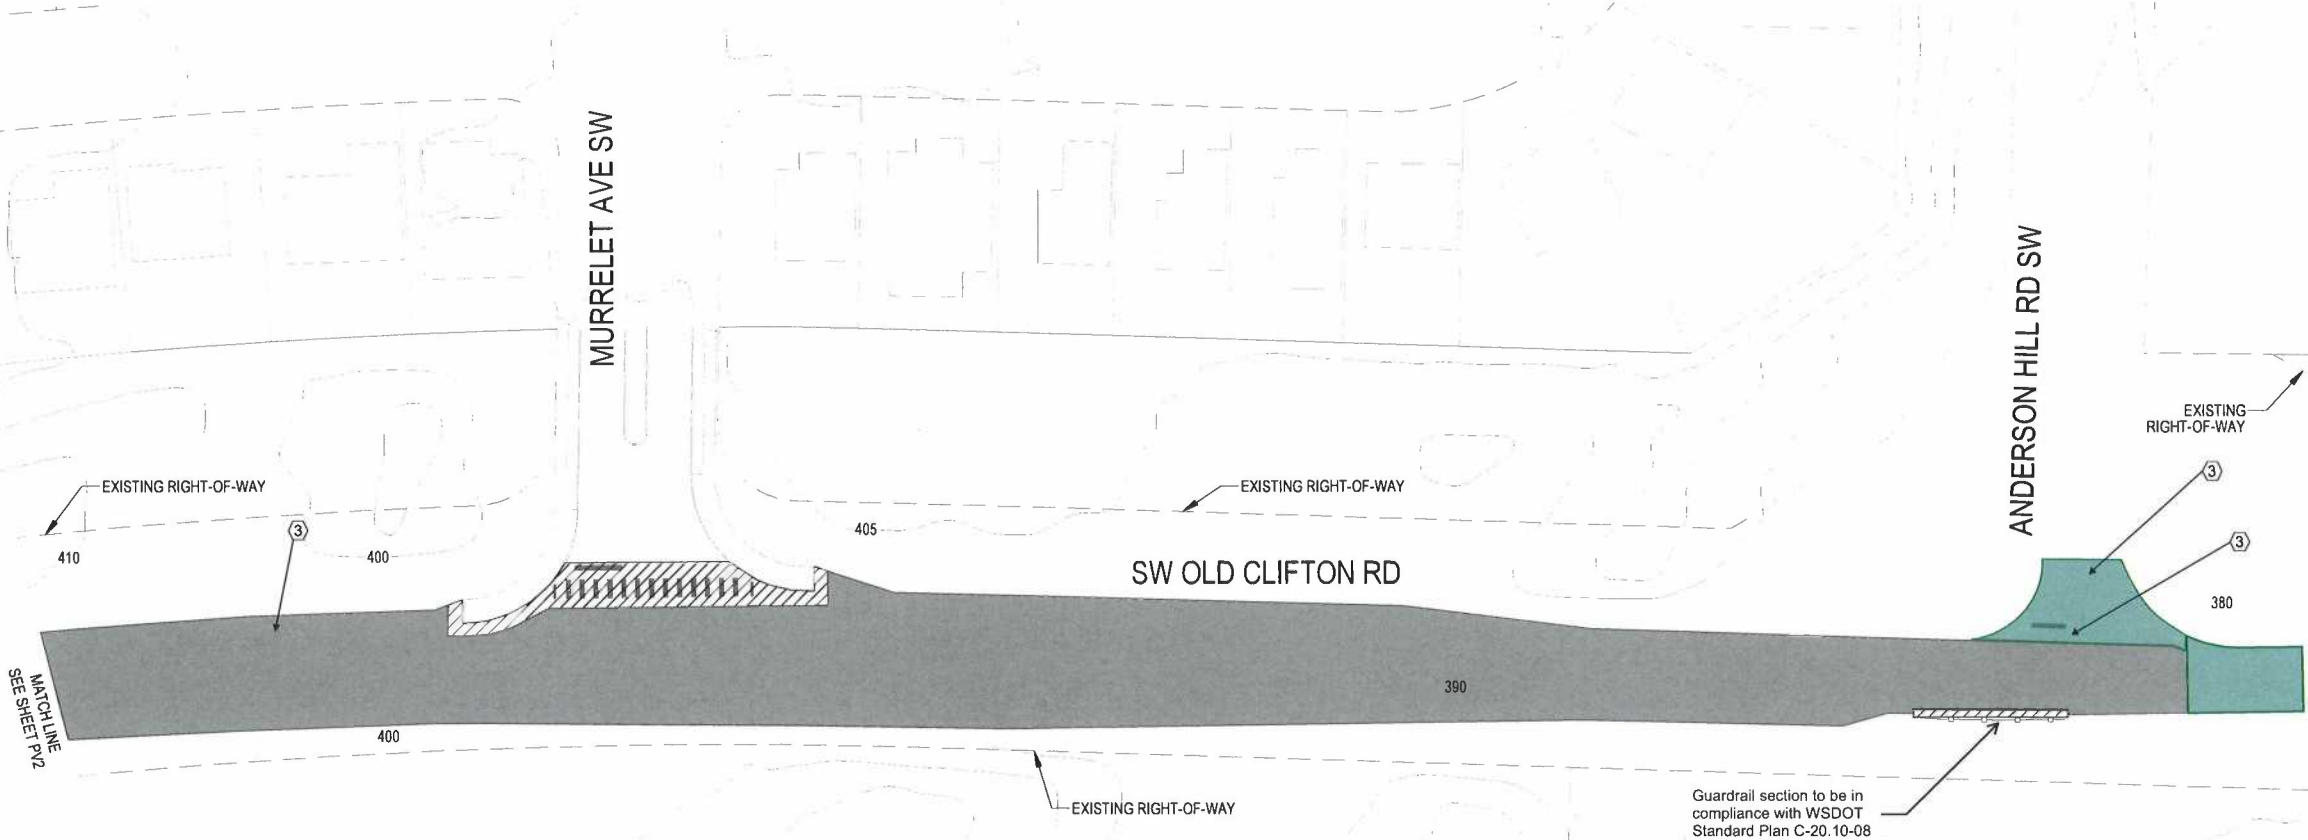 MURRELET AVE SW
ANDERSON HILL RD SW
EXISTING
RIGHT-OF-WAY
3
EXISTING RIGHT-OF-WAY
EXISTING RIGHT-OF-WAY
3
405
3
410
400
SW OLD CLIFTON RD
380
390
MATCH LINE
SEE SHEET PV2
400
EXISTING RIGHT-OF-WAY
Guardrail section to be in
compliance with WSDOT
Standard Plan C-20.10-08